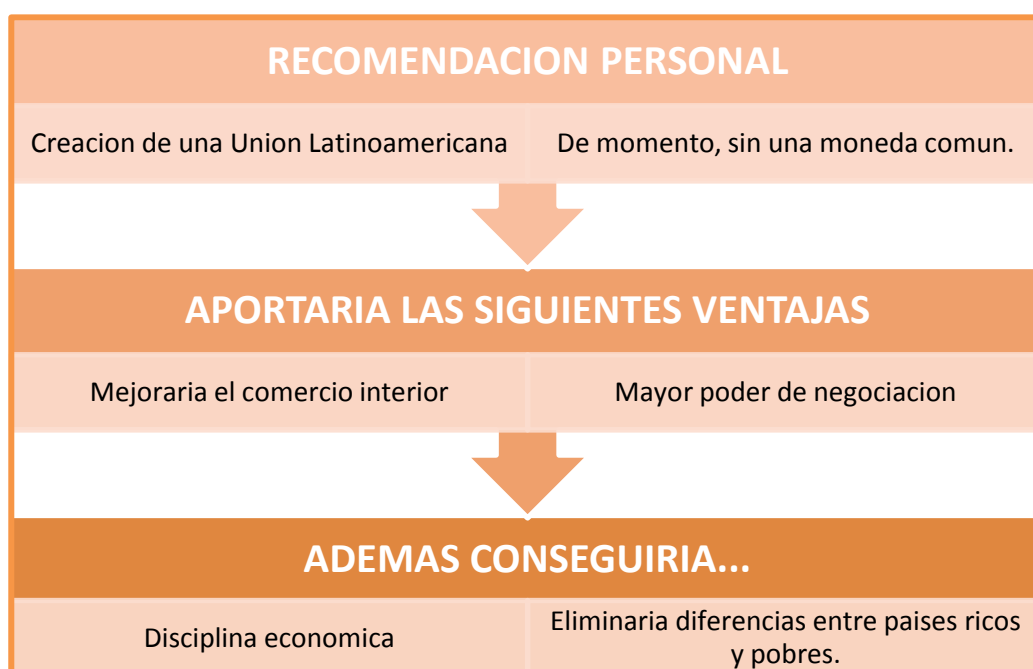 RECOMENDACION PERSONAL
Creacion de una Union Latinoamericana
De momento, sin una moneda comun.
APORTARIA LAS SIGUIENTES VENTAJAS
Mejoraria el comercio interior
Mayor poder de negociacion
ADEMAS CONSEGUIRIA...
Disciplina economica
Eliminaria diferencias entre paises ricos
y pobres.